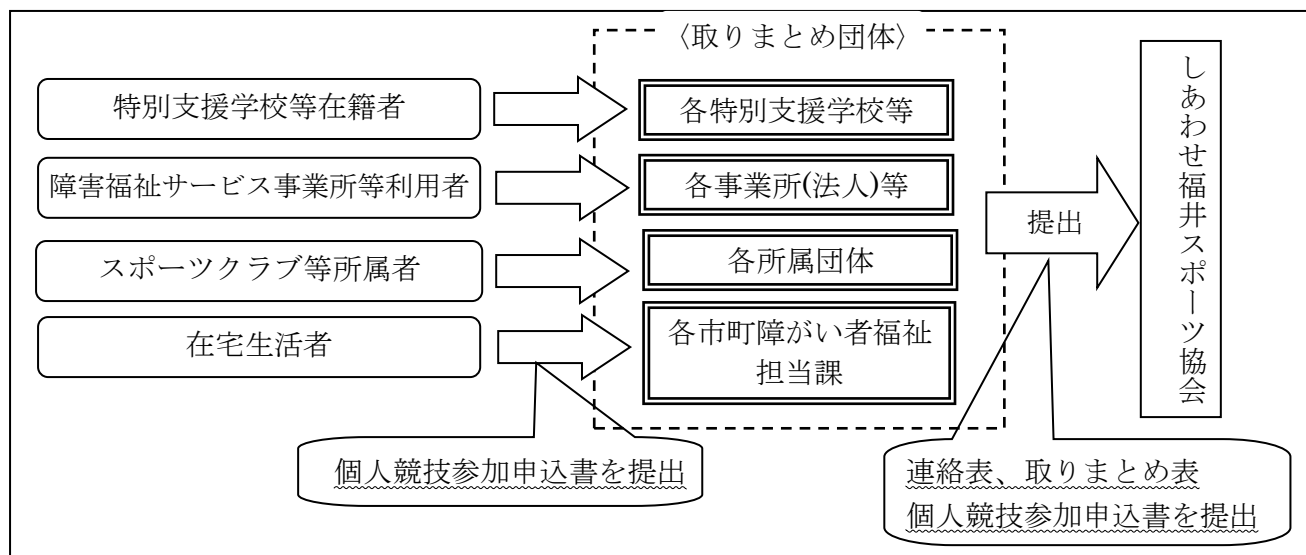 〈取りまとめ団体〉
特別支援学校等在籍者
各特別支援学校等
障害福祉サービス事業所等利用者
各事業所(法人)等
スポーツクラブ等所属者
各所属団体
在宅生活者
各市町障がい者福祉
担当課
提出
しあわせ福井スポーツ協会
個人競技参加申込書を提出
連絡表、取りまとめ表
個人競技参加申込書を提出